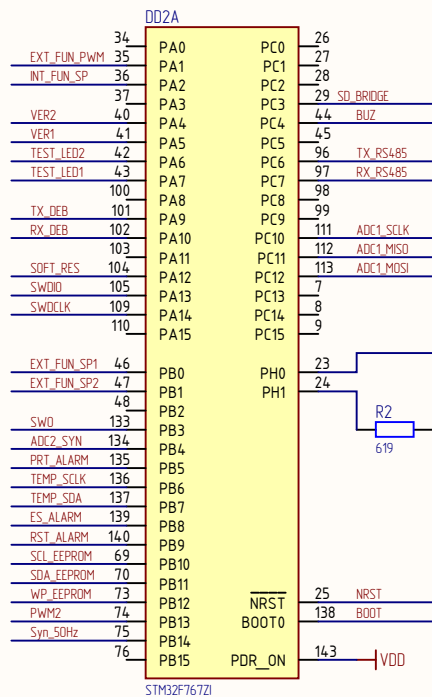 DD2A
34 PA0 PC0 26
EXT_FUN_PWM 35 PA1 PC1 27
INT_FUN_SP 36 PA2 PC2 28
37 PA3 PC3 29 SD_BRIDGE
VER2 40 PA4 PC4 44 BUZ
VER1 41 PA5 PC5 45
TEST_LED2 42 PA6 PC6 96 TX_RS485
TEST_LED1 43 PA7 PC7 97 RX_RS485
100 PA8 PC8 98
TX_DEB 101 PA9 PC9 99
RX_DEB 102 PA10 PC10 111 ADC1_SCLK
103 PA11 PC11 112 ADC1_MISO
SOFT_RES 104 PA12 PC12 113 ADC1_MOSI
SWDIO 105 PA13 PC13 7
SWDCLK 109 PA14 PC14 8
110 PA15 PC15 9
EXT_FUN_SP1 46 PB0 PH0 23
EXT_FUN_SP2 47 PB1 PH1 24
48 PB2 R2
SWO 133 PB3
ADC2_SYN 134 PB4 619
PRT_ALARM 135 PB5
TEMP_SCLK 136 PB6
TEMP_SDA 137 PB7
ES_ALARM 139 PB8
RST_ALARM 140 PB9
SCL_EEPROM 69 PB10
SDA_EEPROM 70 PB11
WP_EEPROM 73 PB12 NRST 25 NRST
PWM2 74 PB13 BOOT0 138 BOOT
Syn_50Hz 75 PB14
76 PB15 PDR_ON 143 VDD
STM32F767ZI